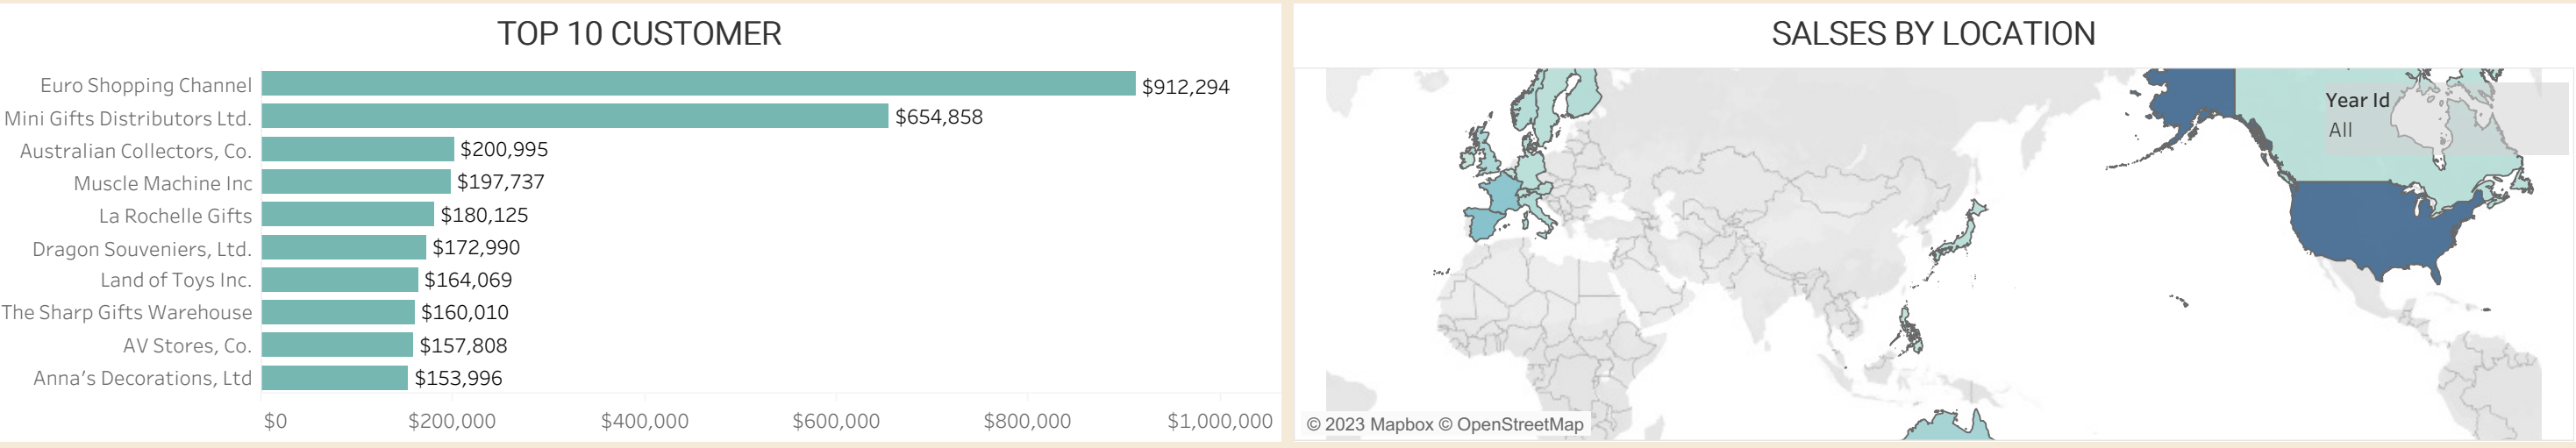 TOP 10 CUSTOMER
Euro Shopping Channel $912,294
Mini Gifts Distributors Ltd. $654,858
Australian Collectors, Co. $200,995
Muscle Machine Inc $197,737
La Rochelle Gifts $180,125
Dragon Souveniers, Ltd. $172,990
Land of Toys Inc. $164,069
The Sharp Gifts Warehouse $160,010
AV Stores, Co. $157,808
Anna's Decorations, Ltd $153,996
$0 $200,000 $400,000 $600,000 $800,000 $1,000,000
SALSES BY LOCATION
Year Id
All
© 2023 Mapbox © OpenStreetMap